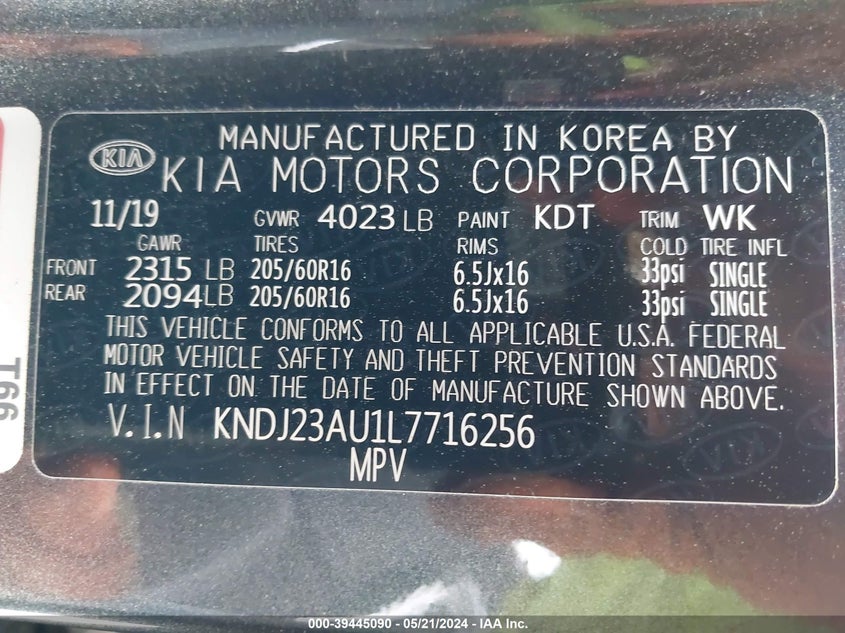 MANUFACTURED IN KOREA BY
KIA KIA MOTORS CORPORATION
11/19 GVWR 4023 LB PAINT KDT TRIM WK
GAWR TIRES RIMS COLD TIRE INFL
FRONT 2315 LB 205/60R16 6.5Jx16 33psi SINGLE
REAR 2094 LB 205/60R16 6.5Jx16 33psi SINGLE
THIS VEHICLE CONFORMS TO ALL APPLICABLE U.S.A. FEDERAL
MOTOR VEHICLE SAFETY AND THEFT PREVENTION STANDARDS
IN EFFECT ON THE DATE OF MANUFACTURE SHOWN ABOVE.
V.I.N KNDJ23AU1L7716256
MPV
000-39445090 - 05/21/2024 - IAA Inc.